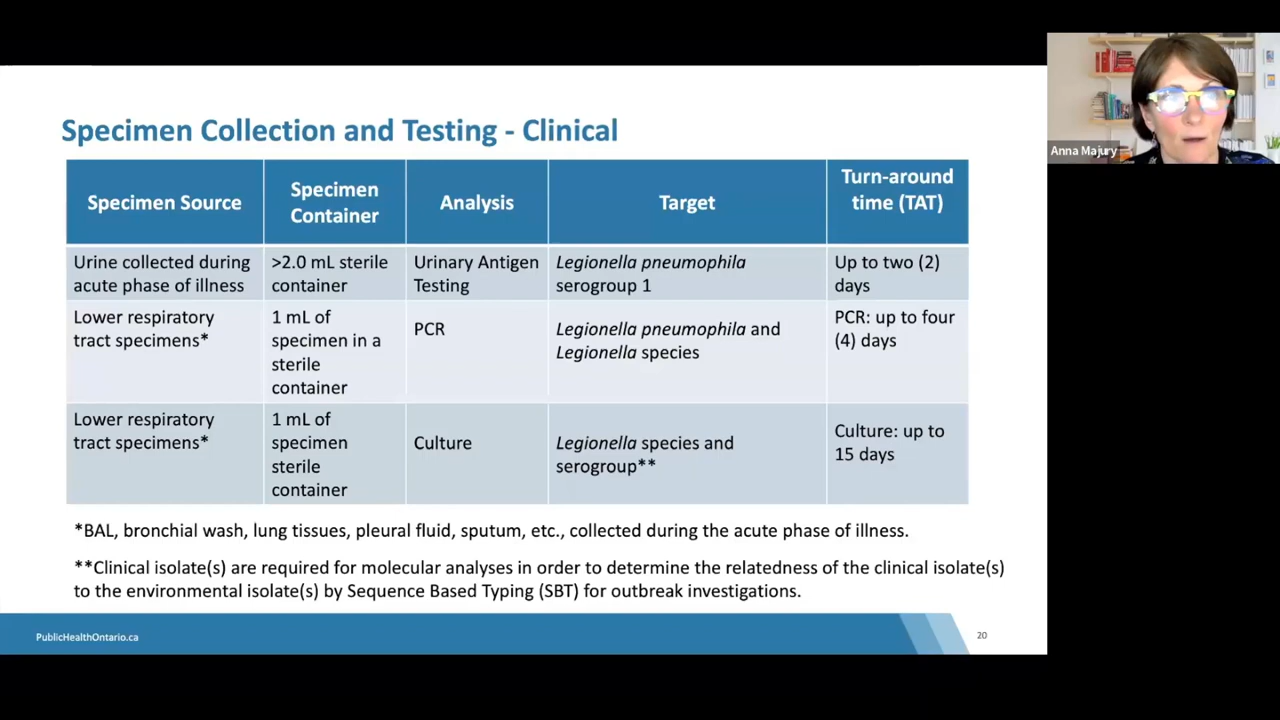 Specimen Collection and Testing - Clinical
Specimen Source
Specimen
Container
Analysis
Target
Turn-around
time (TAT)
Urine collected during
acute phase of illness
>2.0 mL sterile
container
Urinary Antigen
Testing
Legionella pneumophila
serogroup 1
Up to two (2)
days
Lower respiratory
tract specimens*
1 mL of
specimen in a
sterile
container
PCR
Legionella pneumophila and
Legionella species
PCR: up to four
(4) days
Lower respiratory
tract specimens*
1 mL of
specimen
sterile
container
Culture
Legionella species and
serogroup**
Culture: up to
15 days
*BAL, bronchial wash, lung tissues, pleural fluid, sputum, etc., collected during the acute phase of illness.
**Clinical isolate(s) are required for molecular analyses in order to determine the relatedness of the clinical isolate(s)
to the environmental isolate(s) by Sequence Based Typing (SBT) for outbreak investigations.
PublicHealthOntario.ca
20
Anna Majury